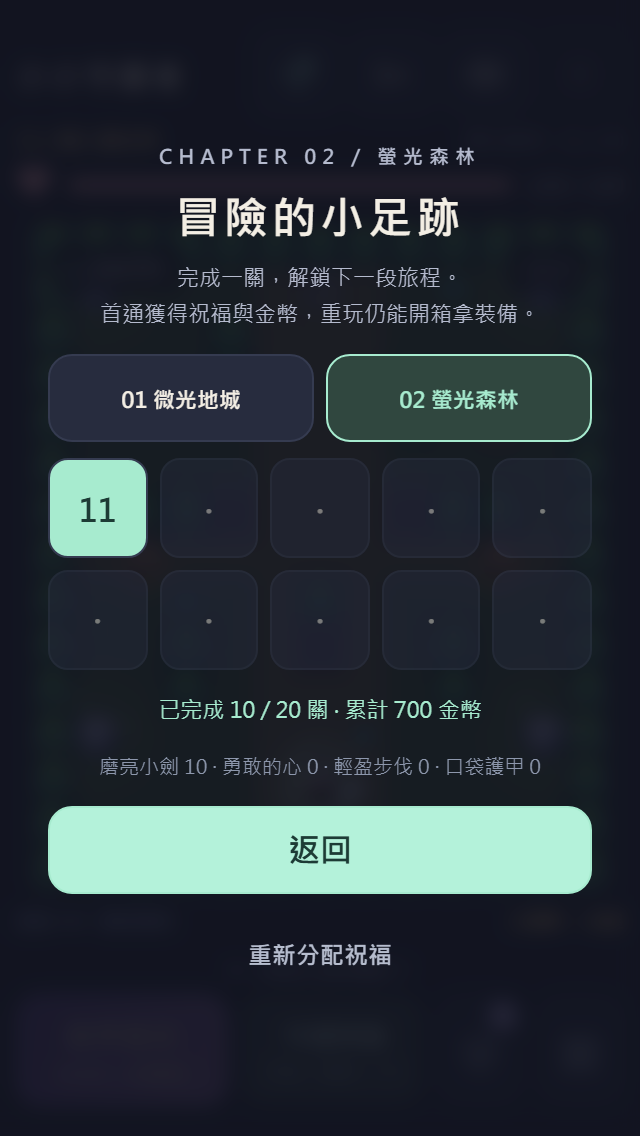 CHAPTER 02 / 螢光森林
冒險的小足跡
完成一關，解鎖下一段旅程。
首通獲得祝福與金幣，重玩仍能開箱拿裝備。
01 微光地城
02 螢光森林
11 · · · ·
· · · · ·
已完成 10 / 20 關 · 累計 700 金幣
磨亮小劍 10 · 勇敢的心 0 · 輕盈步伐 0 · 口袋護甲 0
返回
重新分配祝福